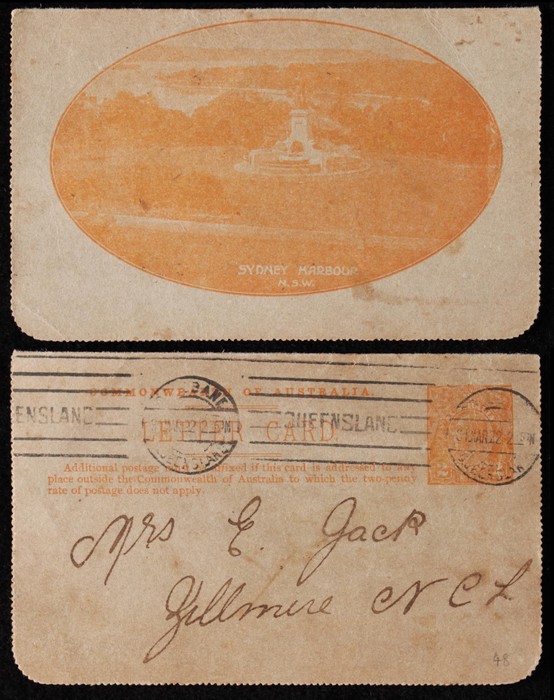 SYDNEY HARBOUR
N.S.W.
COMMONWEALTH OF AUSTRALIA.
QUEENSLAND
LETTER CARD
Additional postage must be affixed if this card is addressed to any
place outside the Commonwealth of Australia to which the two-penny
rate of postage does not apply.
Mrs E. Jack
Zillmere N C L
48